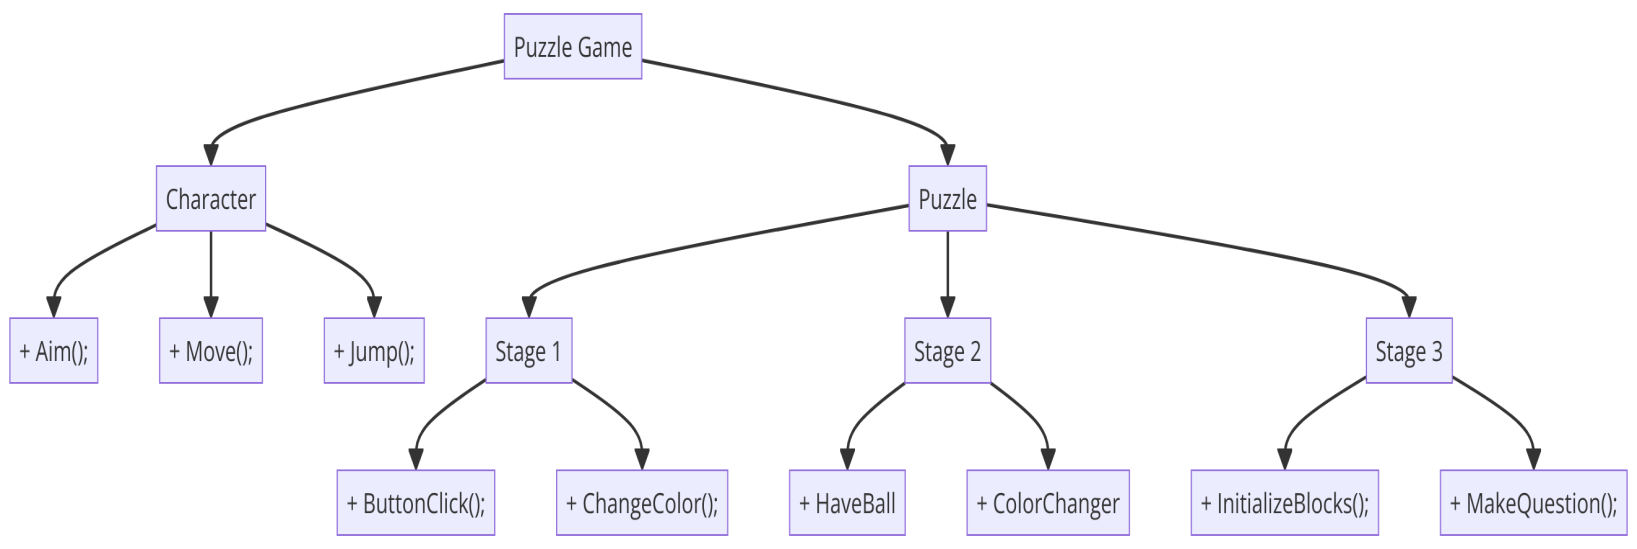 Puzzle Game
Character
Puzzle
+ Aim();
+ Move();
+ Jump();
Stage 1
Stage 2
Stage 3
+ ButtonClick();
+ ChangeColor();
+ HaveBall
+ ColorChanger
+ InitializeBlocks();
+ MakeQuestion();